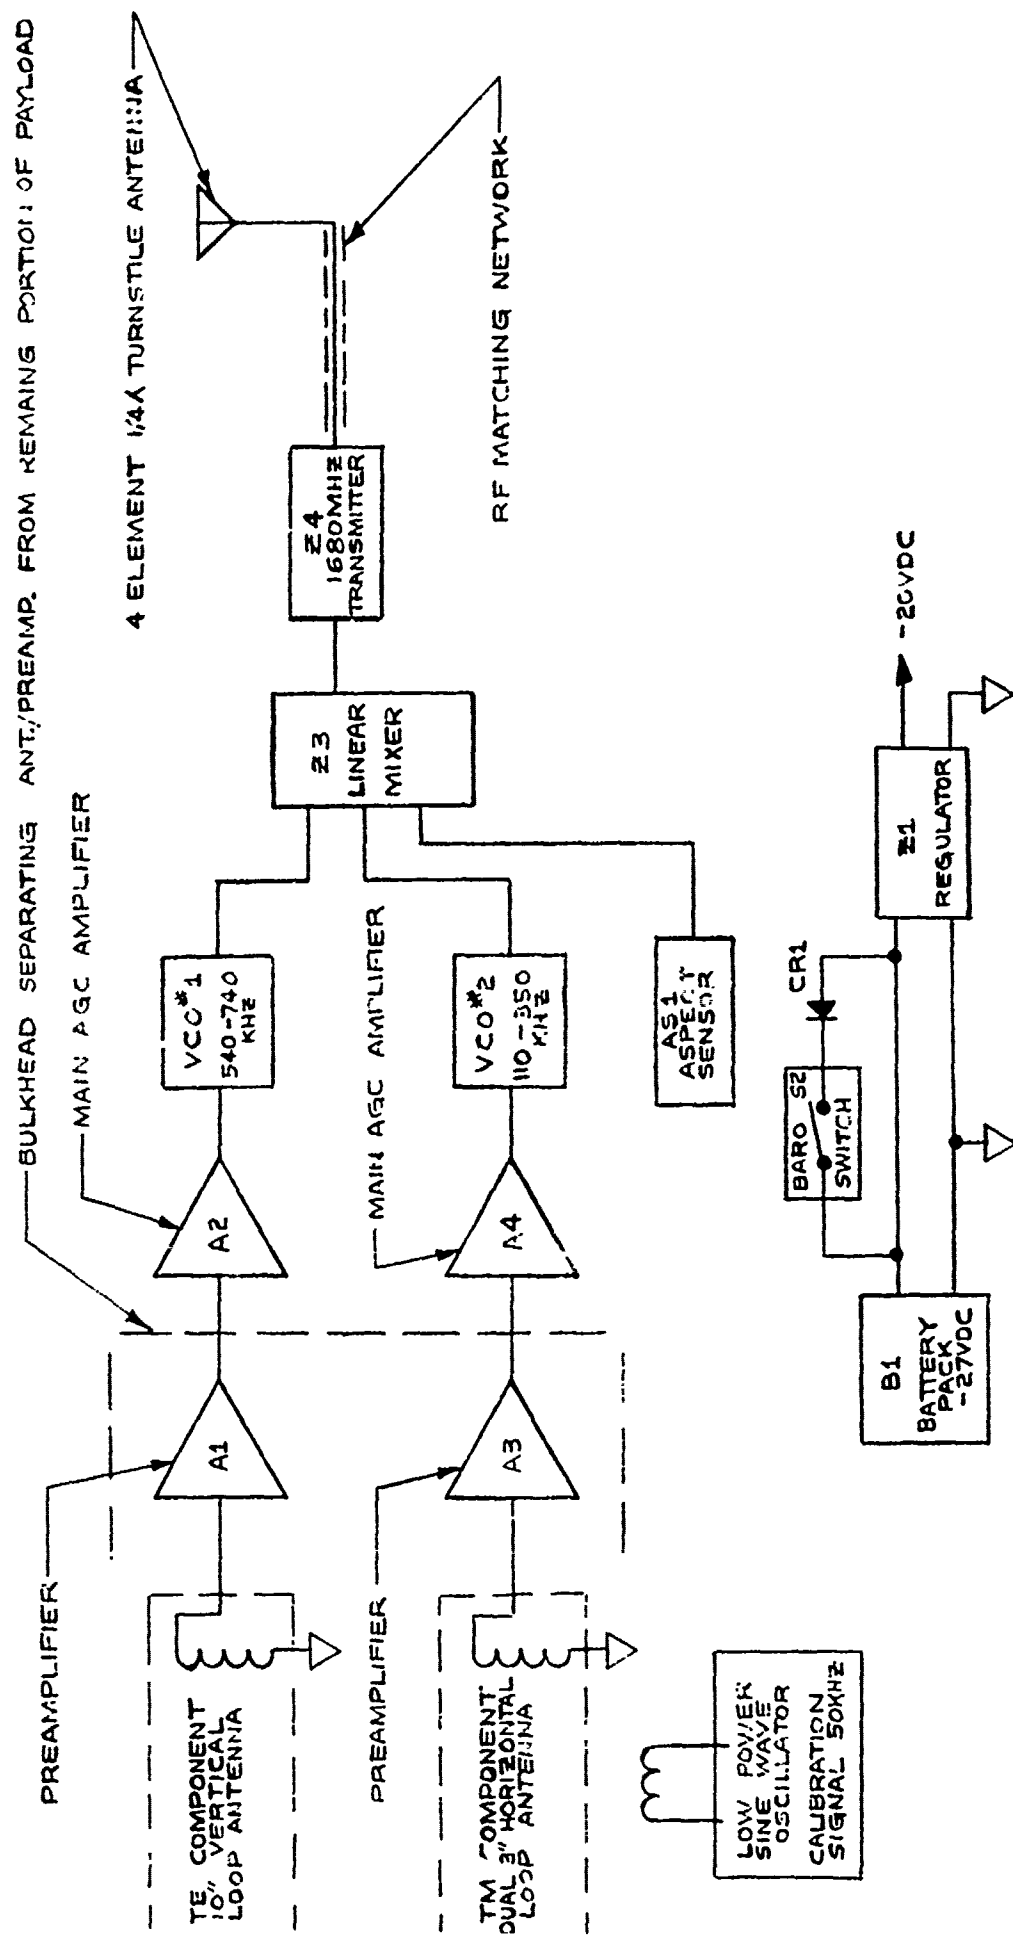 BULKHEAD SEPARATING ANT./PREAMP. FROM REMAING PORTION OF PAYLOAD
MAIN AGC AMPLIFIER
4 ELEMENT 1/4λ TURNSTILE ANTENNA
PREAMPLIFIER
TE COMPONENT
10" VERTICAL
LOOP ANTENNA
A1
A2
VCO #1
540-740
KHZ
Z3
LINEAR
MIXER
Z4
1680MHZ
TRANSMITTER
RF MATCHING NETWORK
PREAMPLIFIER
MAIN AGC AMPLIFIER
TM COMPONENT
DUAL 3" HORIZONTAL
LOOP ANTENNA
A3
A4
VCO #2
110-350
KHZ
AS1
ASPECT
SENSOR
LOW POWER
SINE WAVE
OSCILLATOR
CALIBRATION
SIGNAL 50KHZ
BARO S2
SWITCH
CR1
B1
BATTERY
PACK
-27VDC
Z1
REGULATOR
-20VDC